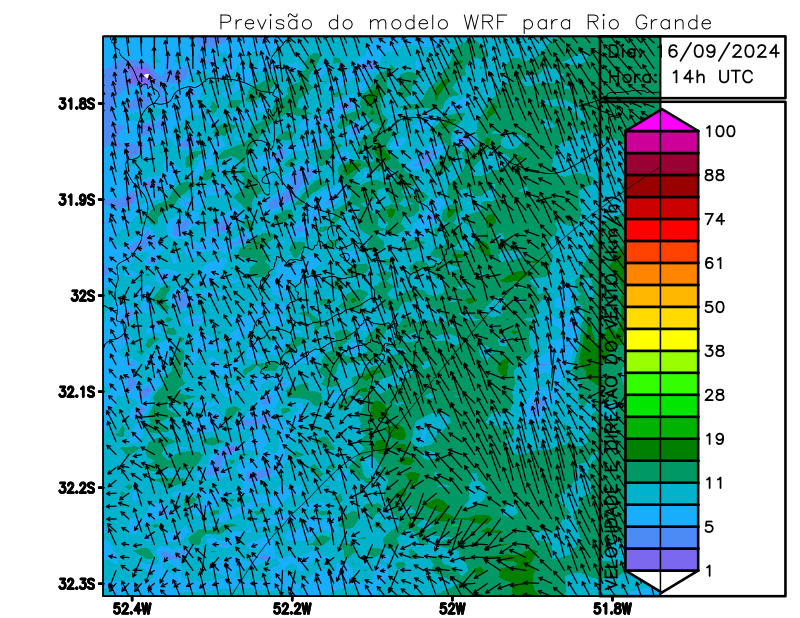 Previsão do modelo WRF para Rio Grande
Dia: 16/09/2024
Hora: 14h UTC
31.8S
31.9S
32S
32.1S
32.2S
32.3S
52.4W
52.2W
52W
51.8W
VELOCIDADE E DIREÇÃO DO VENTO (km/h)
100
88
74
61
50
38
28
19
11
5
1